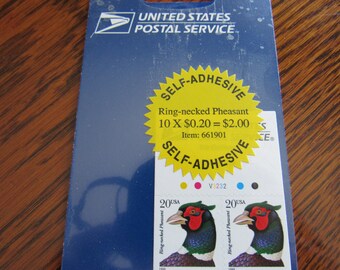 UNITED STATES
POSTAL SERVICE
SELF-ADHESIVE
Ring-necked Pheasant
10 X $0.20 = $2.00
Item: 661901
SELF-ADHESIVE
20USA
Ring-necked Pheasant
20USA
Ring-necked Pheasant